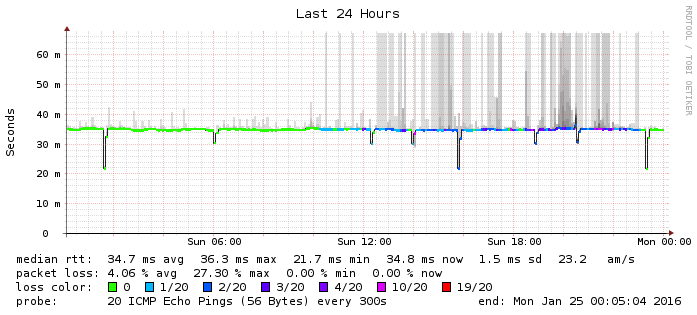 Last 24 Hours
RRDTOOL / TOBI OETIKER
Seconds
60 m
50 m
40 m
30 m
20 m
10 m
0
Sun 06:00 Sun 12:00 Sun 18:00 Mon 00:00
median rtt: 34.7 ms avg 36.3 ms max 21.7 ms min 34.8 ms now 1.5 ms sd 23.2 am/s
packet loss: 4.06 % avg 27.30 % max 0.00 % min 0.00 % now
loss color: 0 1/20 2/20 3/20 4/20 10/20 19/20
probe: 20 ICMP Echo Pings (56 Bytes) every 300s end: Mon Jan 25 00:05:04 2016